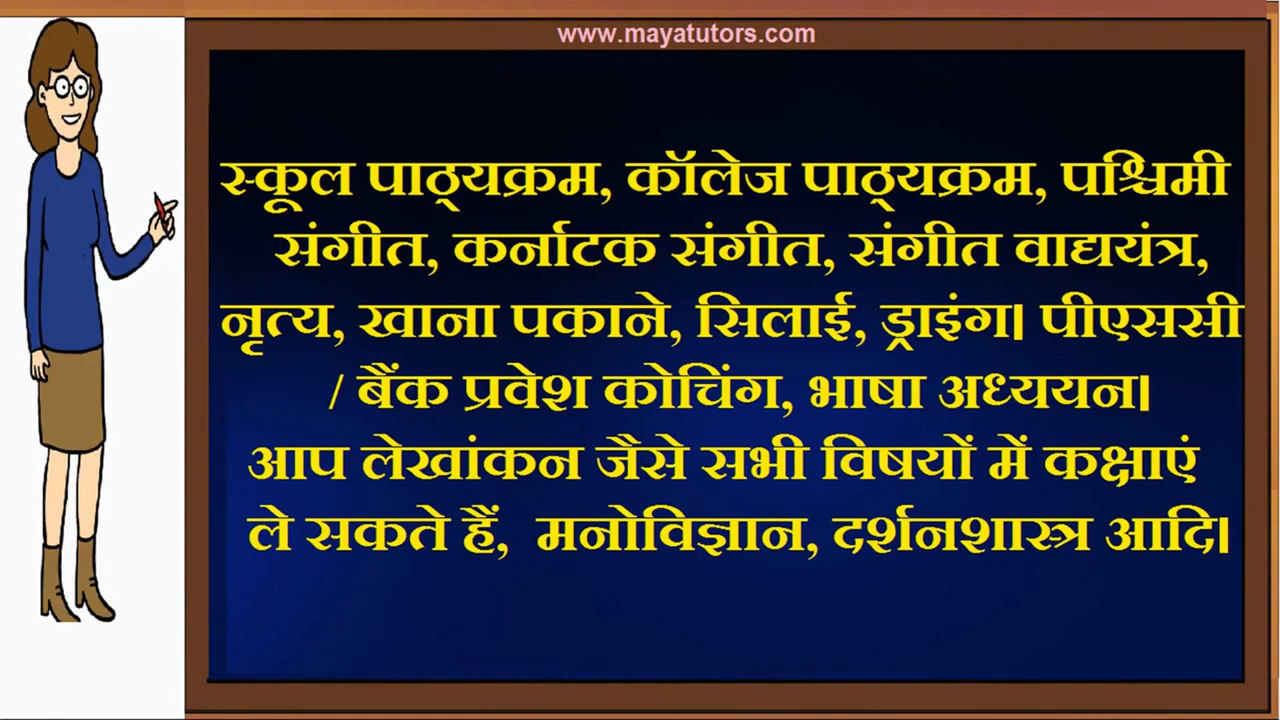 www.mayatutors.com
स्कूल पाठ्यक्रम, कॉलेज पाठ्यक्रम, पश्चिमी
संगीत, कर्नाटक संगीत, संगीत वाद्ययंत्र,
नृत्य, खाना पकाने, सिलाई, ड्राइंग। पीएससी
/ बैंक प्रवेश कोचिंग, भाषा अध्ययन।
आप लेखांकन जैसे सभी विषयों में कक्षाएं
ले सकते हैं, मनोविज्ञान, दर्शनशास्त्र आदि।